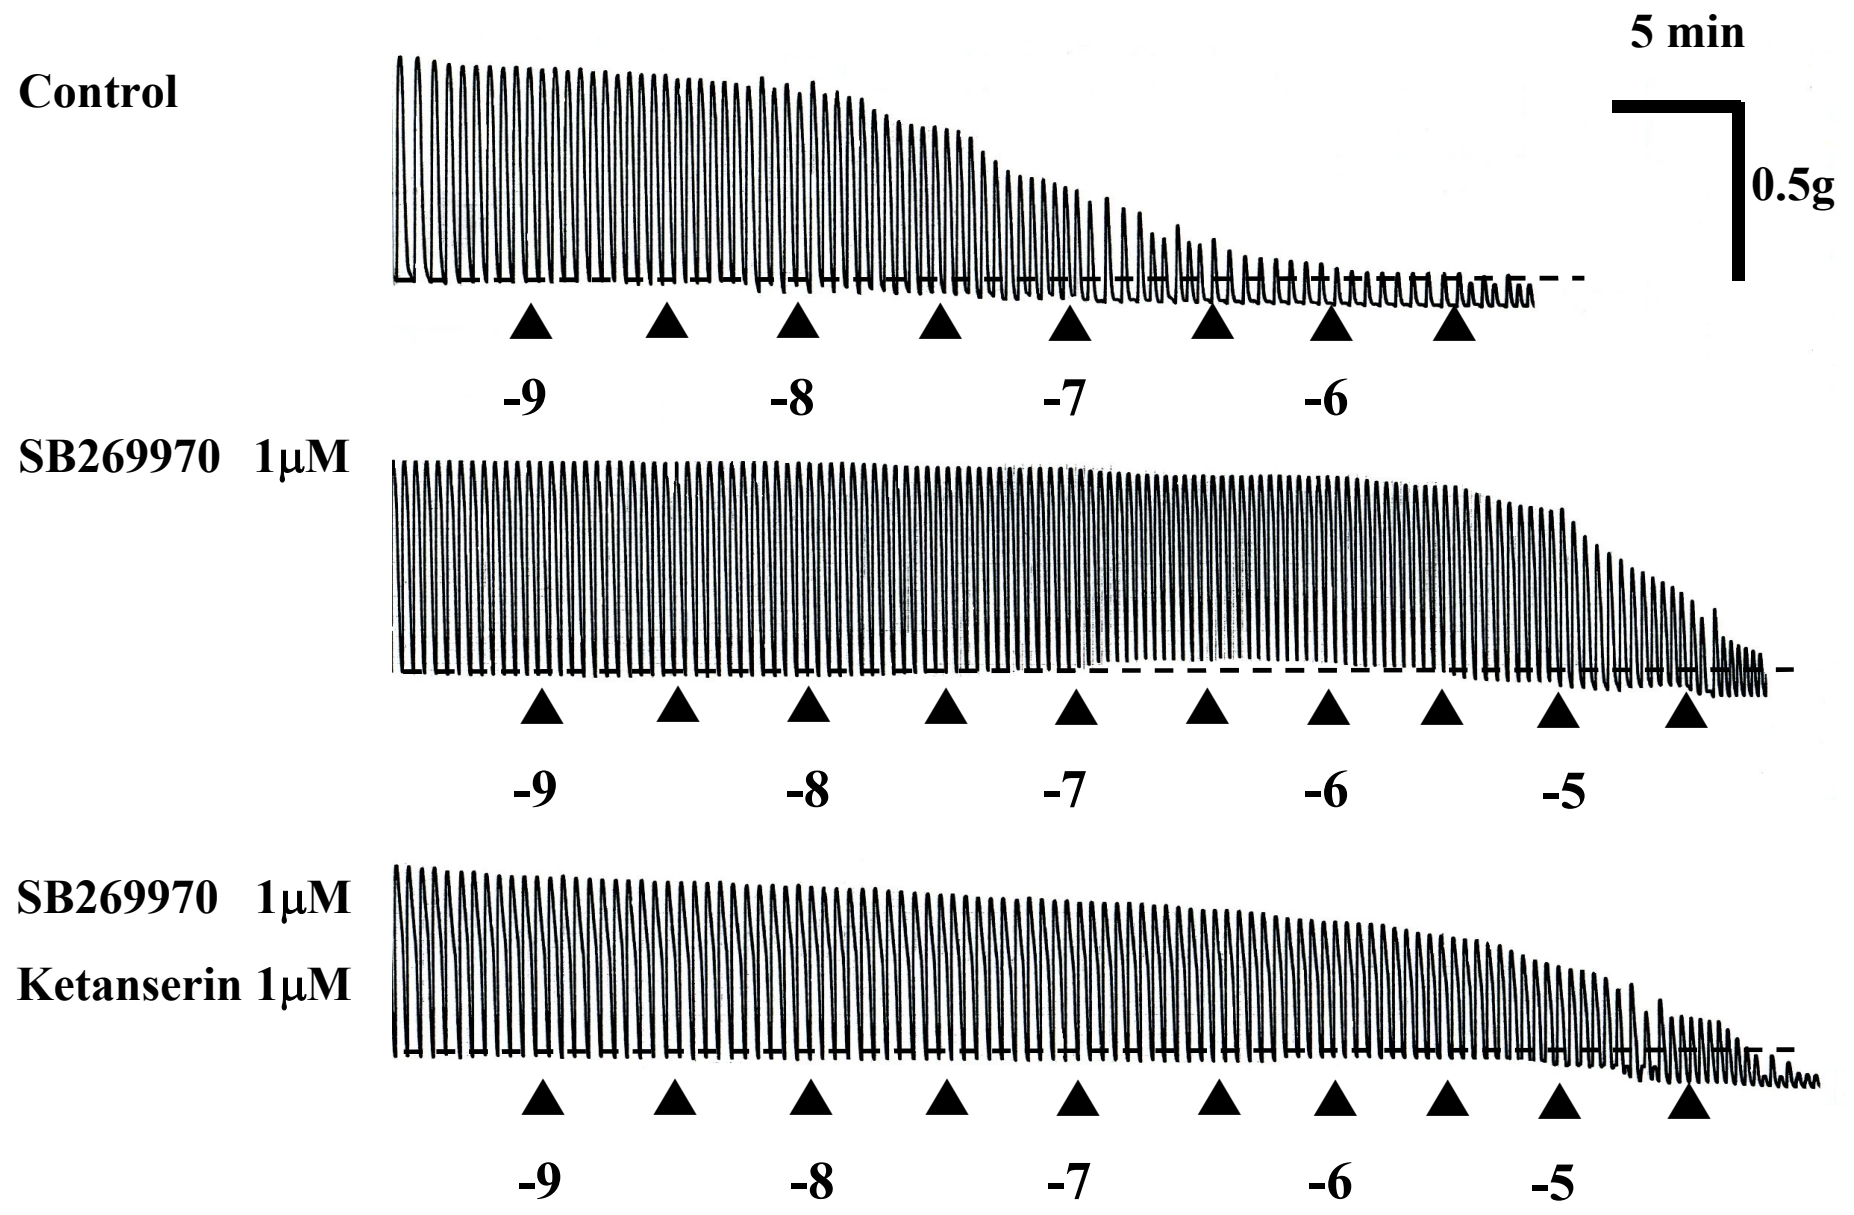 5 min
Control
0.5g
-9 -8 -7 -6
SB269970 1μM
-9 -8 -7 -6 -5
SB269970 1μM
Ketanserin 1μM
-9 -8 -7 -6 -5